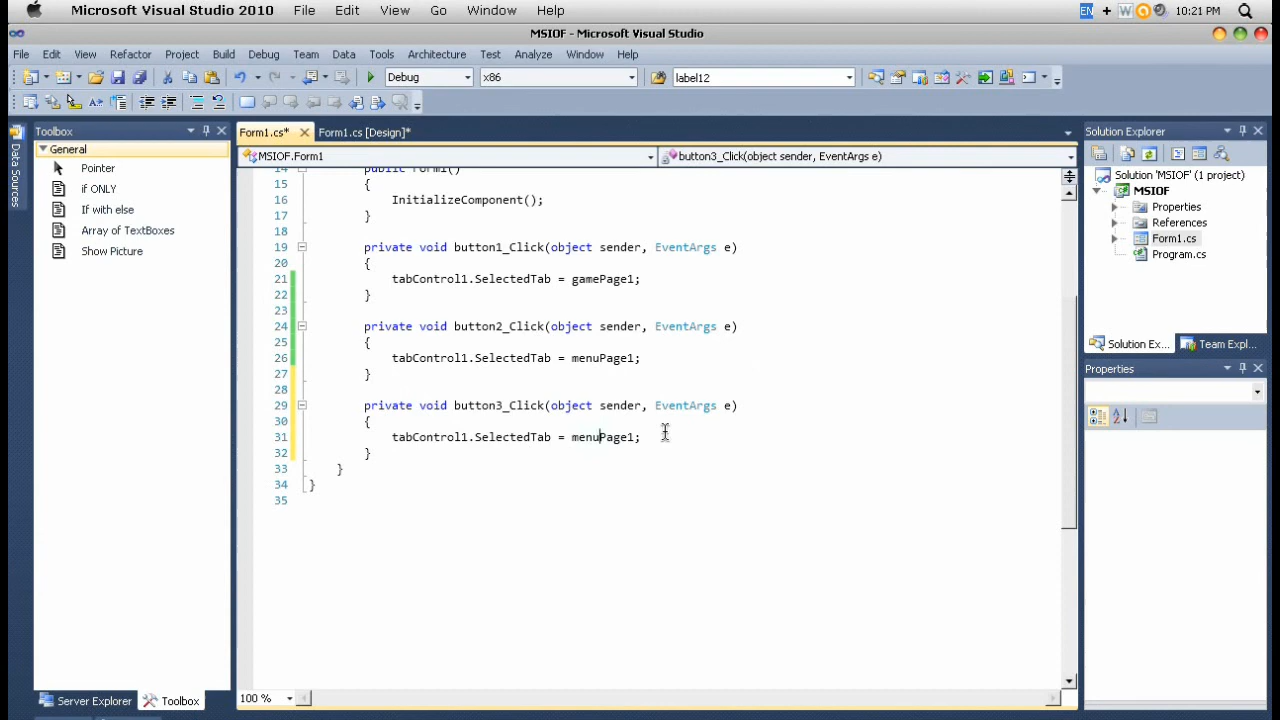 Microsoft Visual Studio 2010 File Edit View Go Window Help EN W 10:21 PM
MSIOF - Microsoft Visual Studio
File Edit View Refactor Project Build Debug Team Data Tools Architecture Test Analyze Window Help
Debug x86 label12
Toolbox
Form1.cs* Form1.cs [Design]*
Solution Explorer
General
MSIOF.Form1 button3_Click(object sender, EventArgs e)
Data Sources
Pointer
if ONLY
If with else
Array of TextBoxes
Show Picture
14 public Form1()
15 {
16 InitializeComponent();
17 }
18
19 private void button1_Click(object sender, EventArgs e)
20 {
21 tabControl1.SelectedTab = gamePage1;
22 }
23
24 private void button2_Click(object sender, EventArgs e)
25 {
26 tabControl1.SelectedTab = menuPage1;
27 }
28
29 private void button3_Click(object sender, EventArgs e)
30 {
31 tabControl1.SelectedTab = menuPage1;
32 }
33 }
34 }
35
100 %
Server Explorer Toolbox
Solution 'MSIOF' (1 project)
MSIOF
Properties
References
Form1.cs
Program.cs
Solution Ex... Team Expl...
Properties